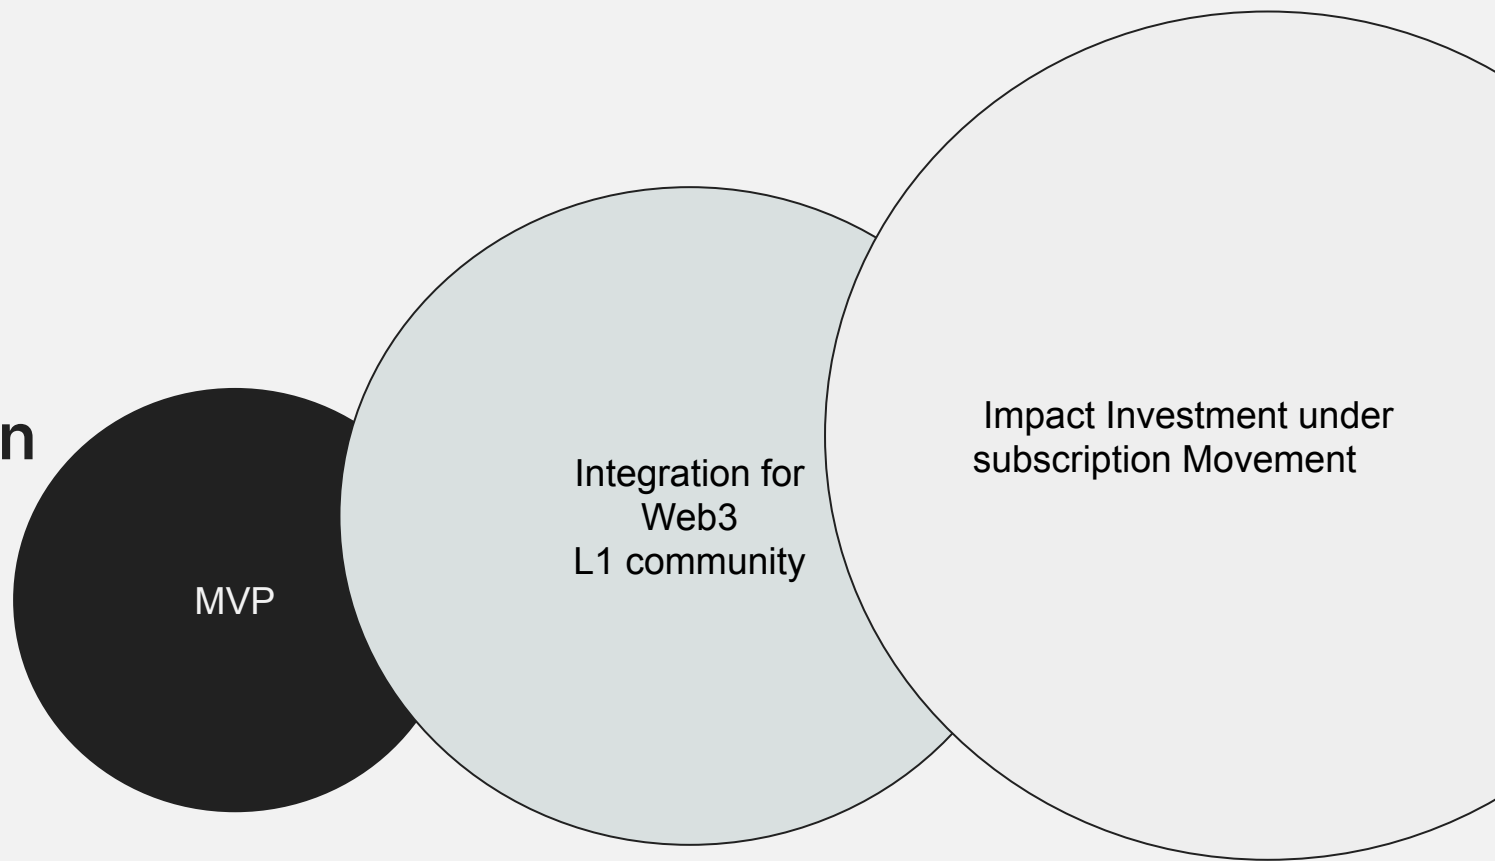 n
MVP
Integration for
Web3
L1 community
Impact Investment under
subscription Movement